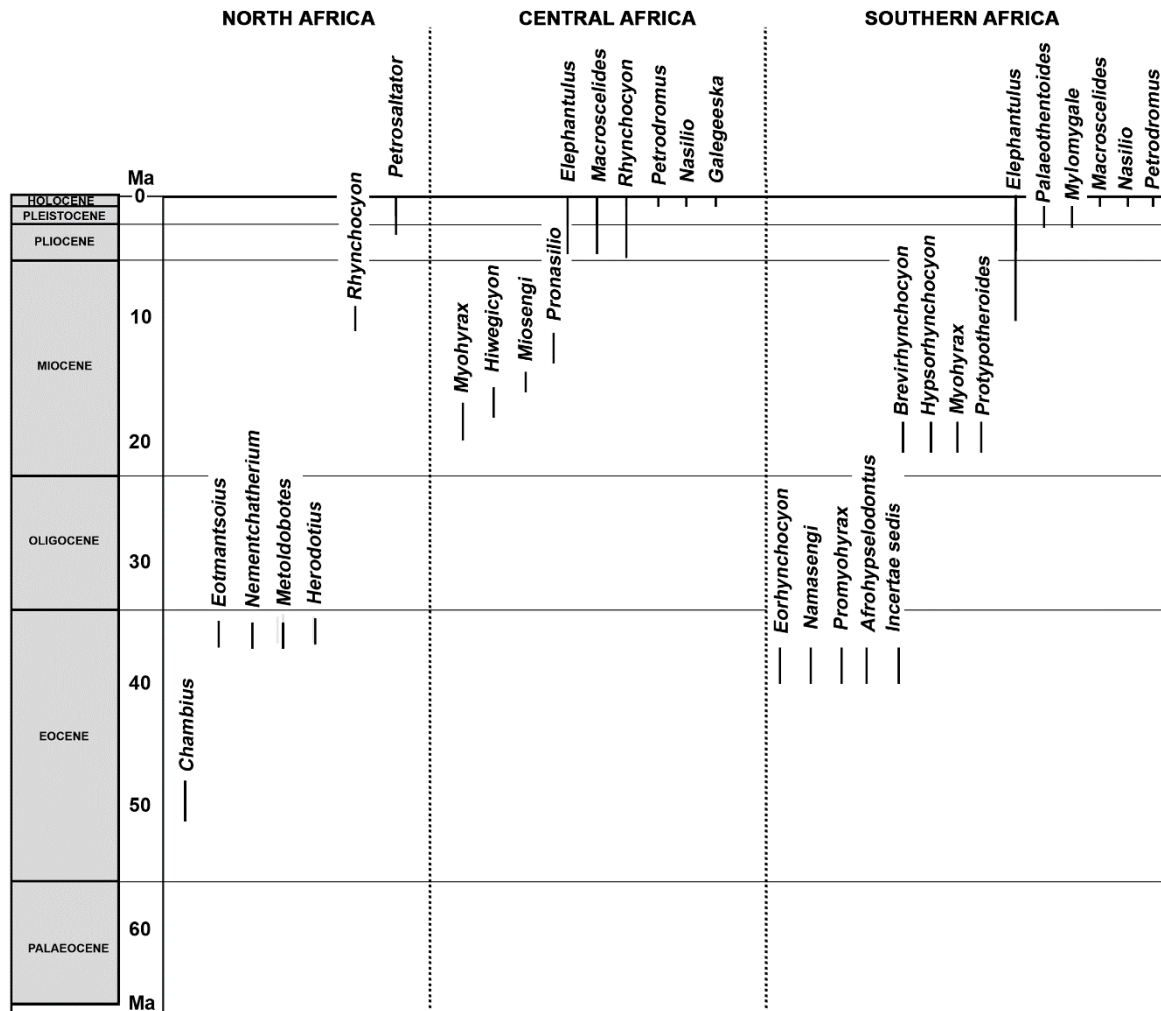 NORTH AFRICA
CENTRAL AFRICA
SOUTHERN AFRICA
Ma
0
10
20
30
40
50
60
Ma
HOLOCENE
PLEISTOCENE
PLIOCENE
MIOCENE
OLIGOCENE
EOCENE
PALAEOCENE
Chambius
Eotmantsoius
Nementchatherium
Metoldobotes
Herodotius
Rhynchocyon
Petrosaltator
Myohyrax
Hiwegicyon
Miosengi
Pronasilio
Elephantulus
Macroscelides
Rhynchocyon
Petrodromus
Nasilio
Galegeeska
Eorhynchocyon
Namasengi
Promyohyrax
Afrohypselodontus
Incertae sedis
Brevirhynchocyon
Hypsorhynchocyon
Myohyrax
Protypotheroides
Elephantulus
Palaeothentoides
Mylomygale
Macroscelides
Nasilio
Petrodromus